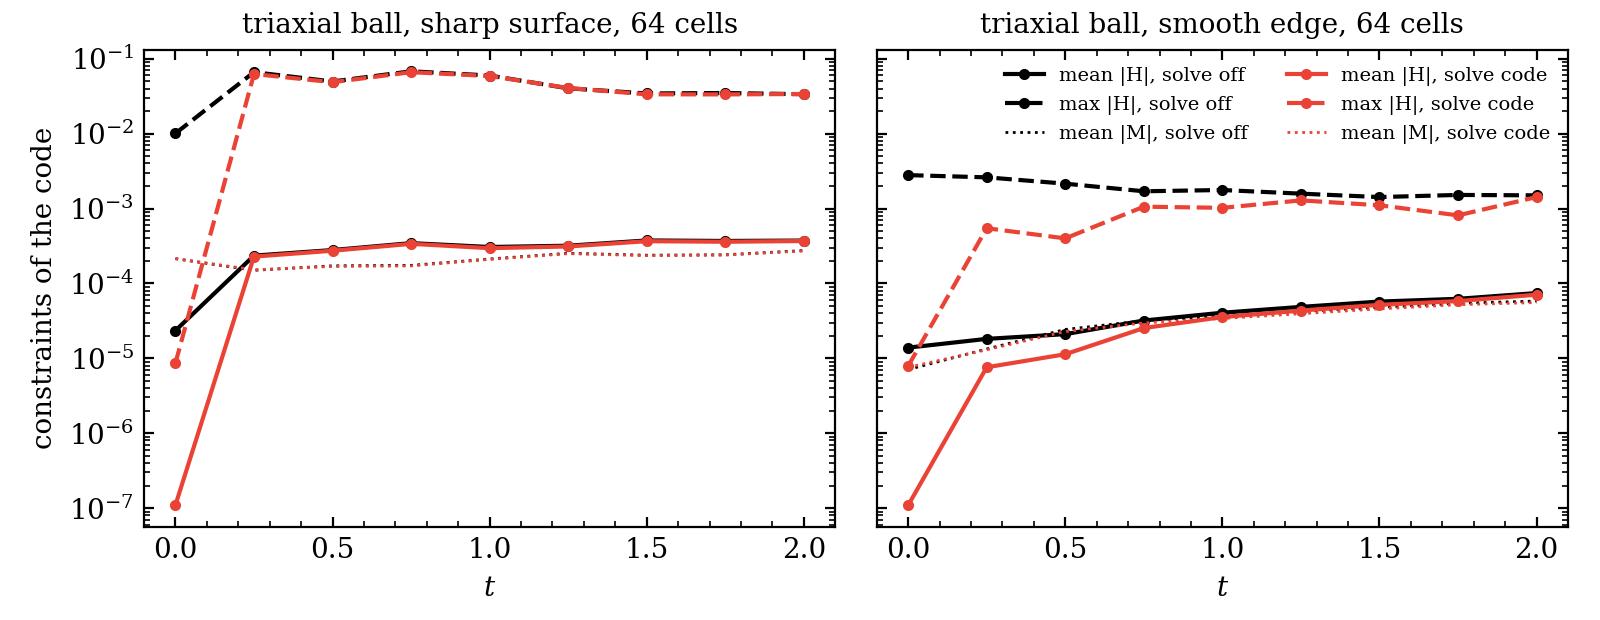 triaxial ball, sharp surface, 64 cells
triaxial ball, smooth edge, 64 cells
constraints of the code
10⁻¹
10⁻²
10⁻³
10⁻⁴
10⁻⁵
10⁻⁶
10⁻⁷
mean |H|, solve off
max |H|, solve off
mean |M|, solve off
mean |H|, solve code
max |H|, solve code
mean |M|, solve code
0.0 0.5 1.0 1.5 2.0
0.0 0.5 1.0 1.5 2.0
t
t